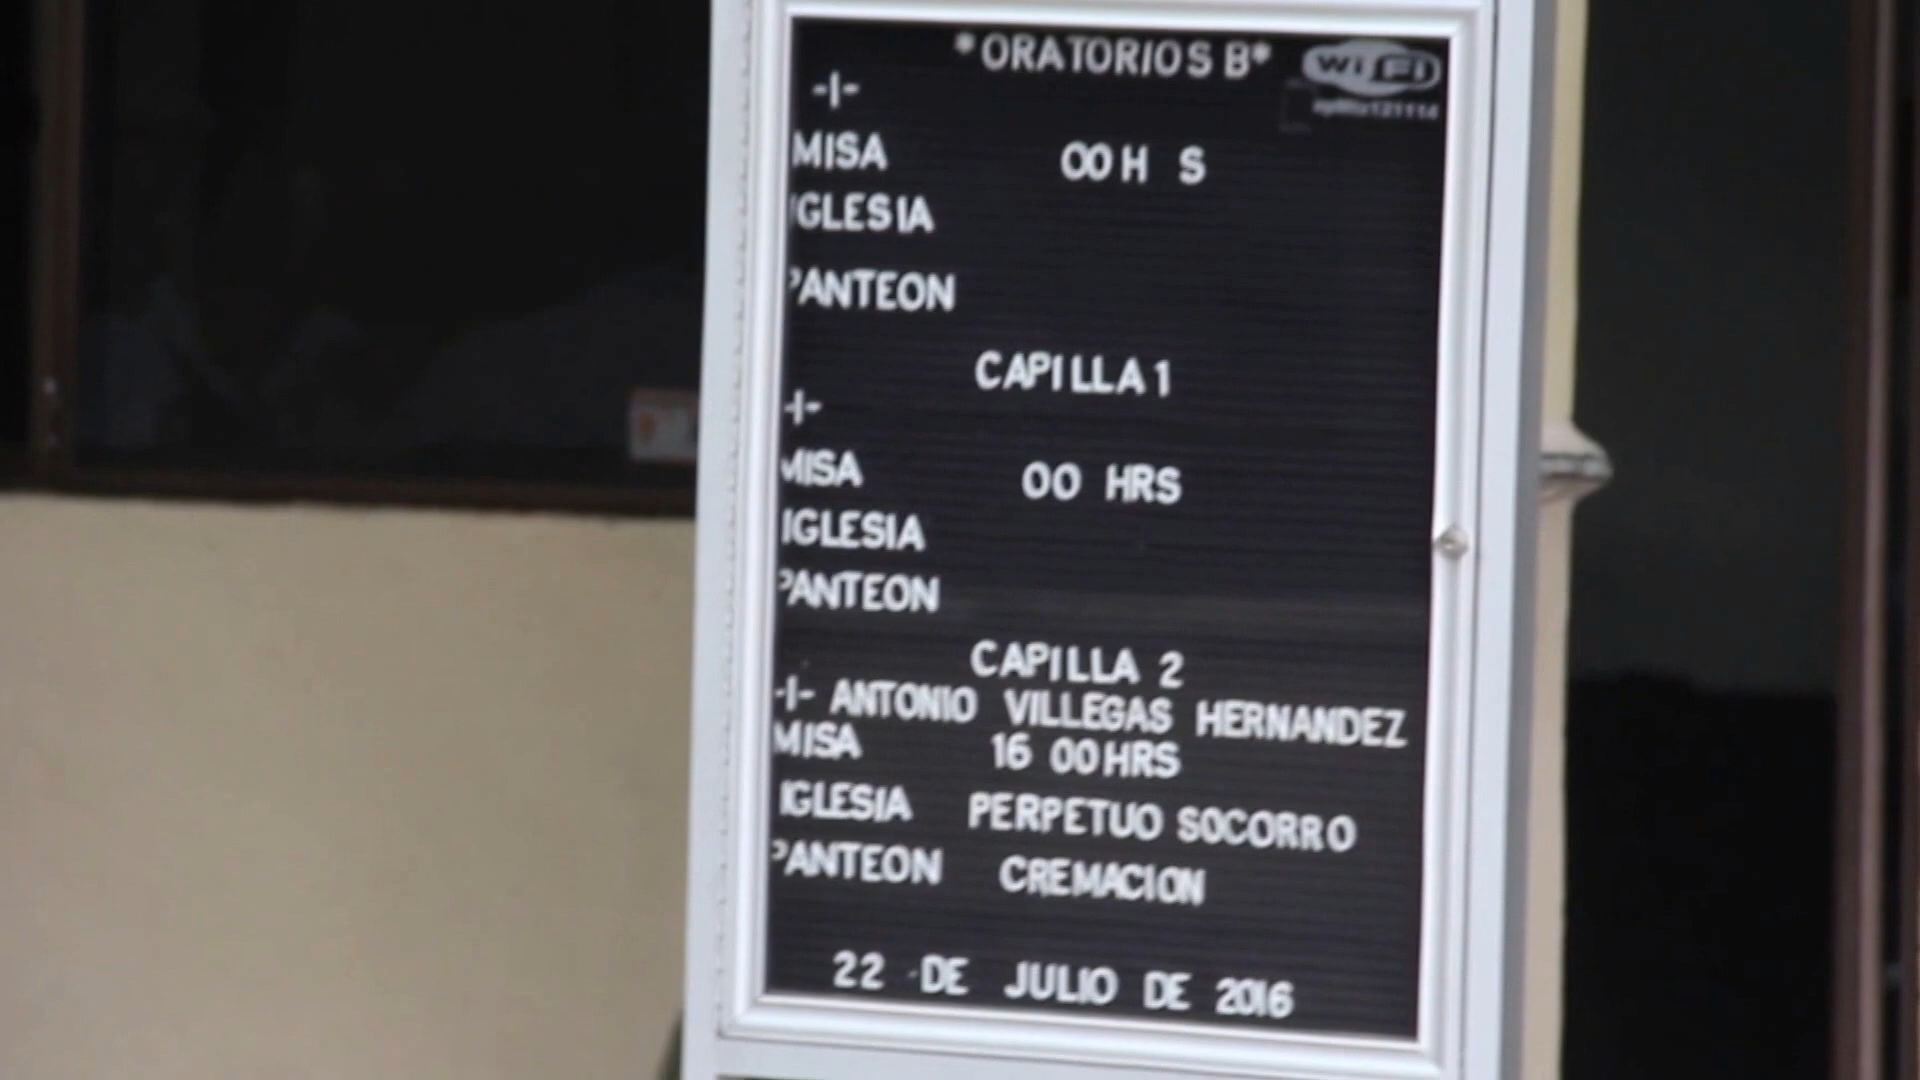 *ORATORIOS B*
WiFi
-|-
MISA 00H S
IGLESIA
PANTEON
CAPILLA 1
-|-
MISA 00 HRS
IGLESIA
PANTEON
CAPILLA 2
-|- ANTONIO VILLEGAS HERNANDEZ
MISA 16 00HRS
IGLESIA PERPETUO SOCORRO
PANTEON CREMACION
22 DE JULIO DE 2016